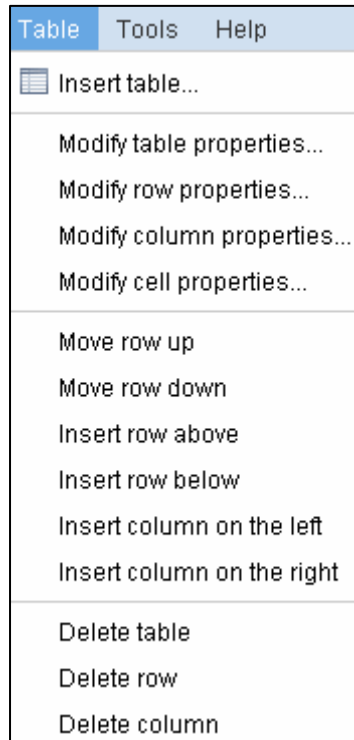 Table Tools Help
Insert table...
Modify table properties...
Modify row properties...
Modify column properties...
Modify cell properties...
Move row up
Move row down
Insert row above
Insert row below
Insert column on the left
Insert column on the right
Delete table
Delete row
Delete column